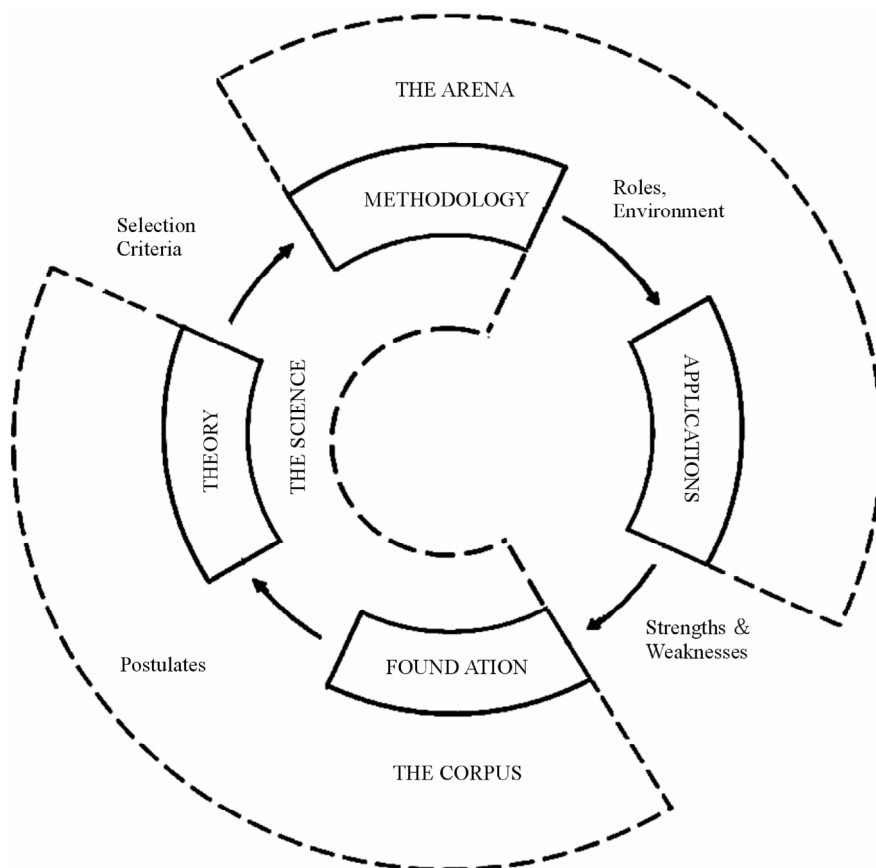 THE ARENA
METHODOLOGY
Roles,
Environment
Selection
Criteria
THEORY
THE SCIENCE
APPLICATIONS
Strengths &
Weaknesses
Postulates
FOUND ATION
THE CORPUS